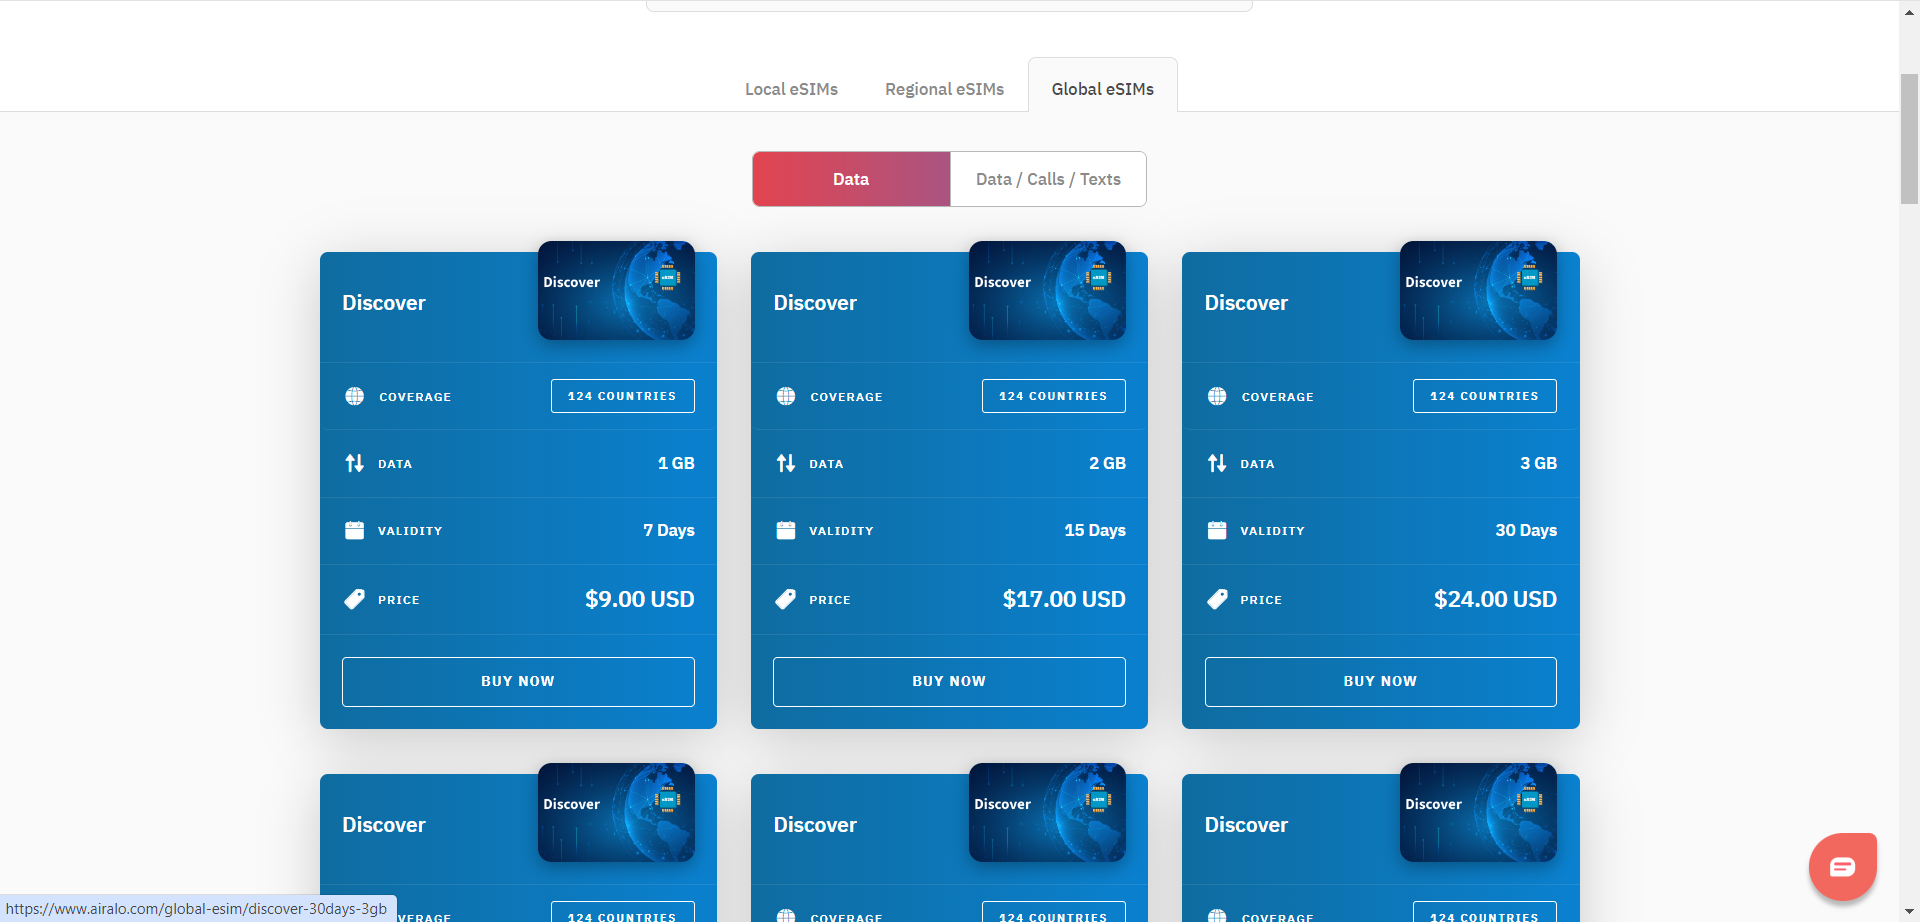 Local eSIMs Regional eSIMs Global eSIMs
Data Data / Calls / Texts
Discover Discover
COVERAGE 124 COUNTRIES
DATA 1 GB
VALIDITY 7 Days
PRICE $9.00 USD
BUY NOW
Discover Discover
COVERAGE 124 COUNTRIES
DATA 2 GB
VALIDITY 15 Days
PRICE $17.00 USD
BUY NOW
Discover Discover
COVERAGE 124 COUNTRIES
DATA 3 GB
VALIDITY 30 Days
PRICE $24.00 USD
BUY NOW
Discover Discover
VERAGE 124 COUNTRIES
Discover Discover
COVERAGE 124 COUNTRIES
Discover Discover
COVERAGE 124 COUNTRIES
https://www.airalo.com/global-esim/discover-30days-3gb